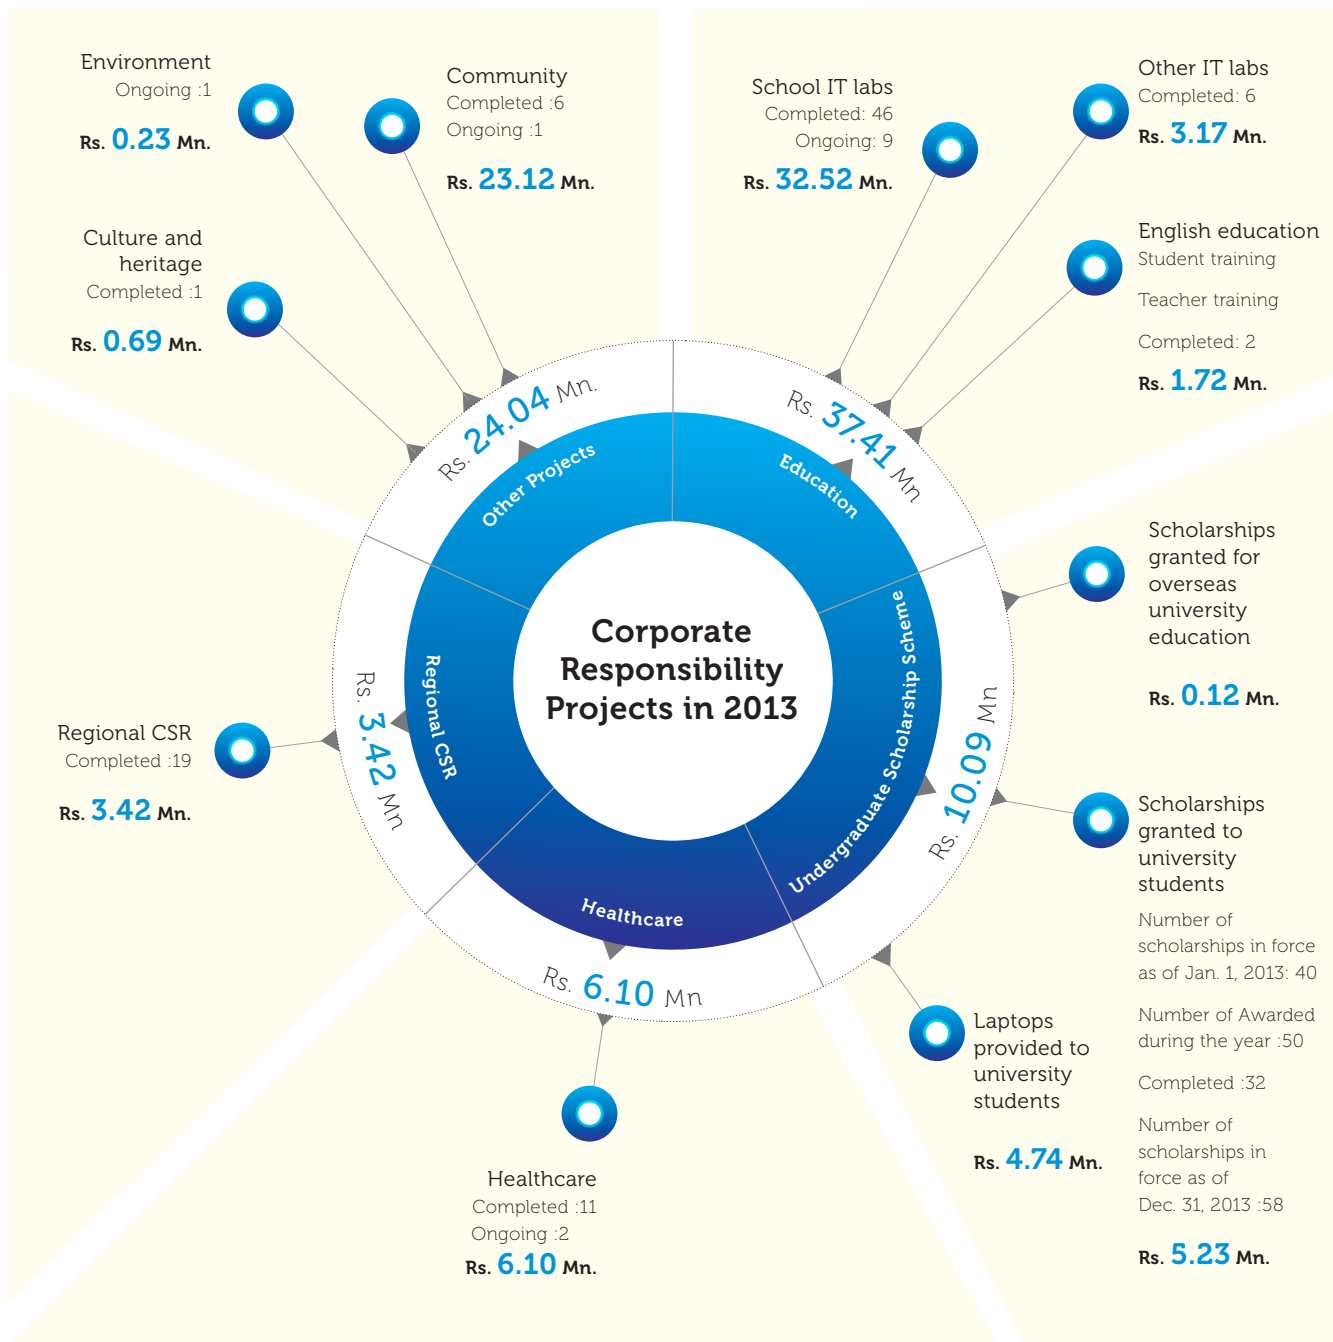 Environment
Ongoing :1
Rs. 0.23 Mn.
Community
Completed :6
Ongoing :1
Rs. 23.12 Mn.
Culture and
heritage
Completed :1
Rs. 0.69 Mn.
School IT labs
Completed: 46
Ongoing: 9
Rs. 32.52 Mn.
Other IT labs
Completed: 6
Rs. 3.17 Mn.
English education
Student training
Teacher training
Completed: 2
Rs. 1.72 Mn.
Rs. 24.04 Mn.
Other Projects
Rs. 37.41 Mn
Education
Corporate
Responsibility
Projects in 2013
Scholarships
granted for
overseas
university
education
Rs. 0.12 Mn.
Undergraduate Scholarship Scheme
Rs. 10.09 Mn
Regional CSR
Rs. 3.42 Mn
Regional CSR
Completed :19
Rs. 3.42 Mn.
Scholarships
granted to
university
students
Number of
scholarships in force
as of Jan. 1, 2013: 40
Number of Awarded
during the year :50
Completed :32
Number of
scholarships in
force as of
Dec. 31, 2013 :58
Rs. 5.23 Mn.
Laptops
provided to
university
students
Rs. 4.74 Mn.
Healthcare
Rs. 6.10 Mn
Healthcare
Completed :11
Ongoing :2
Rs. 6.10 Mn.